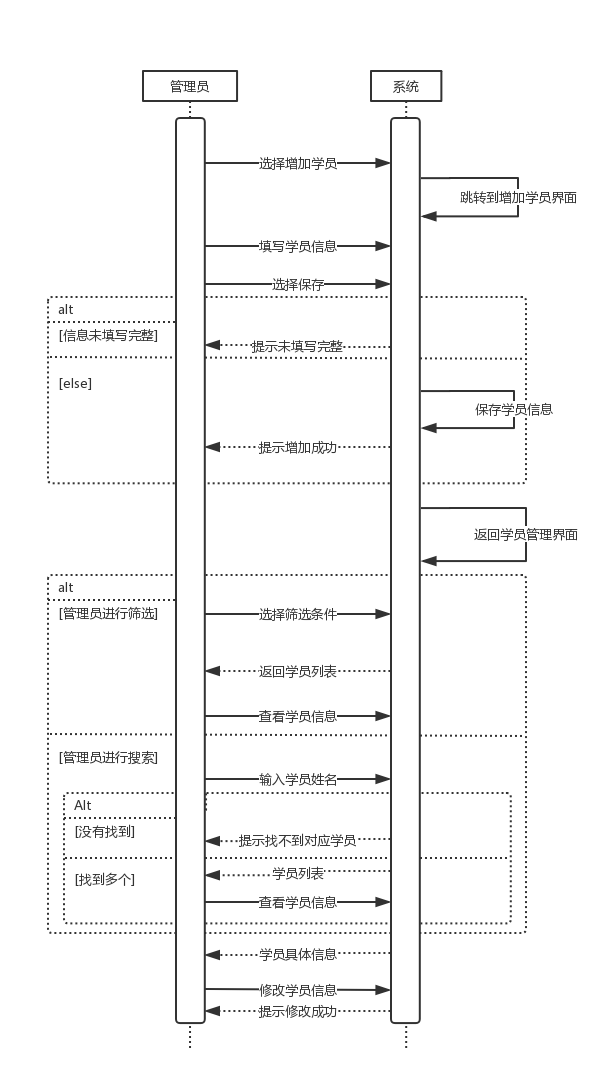 管理员
系统
选择增加学员
跳转到增加学员界面
填写学员信息
选择保存
alt
[信息未填写完整]
提示未填写完整
[else]
保存学员信息
提示增加成功
返回学员管理界面
alt
[管理员进行筛选]
选择筛选条件
返回学员列表
查看学员信息
[管理员进行搜索]
输入学员姓名
Alt
[没有找到]
提示找不到对应学员
学员列表
[找到多个]
查看学员信息
学员具体信息
修改学员信息
提示修改成功